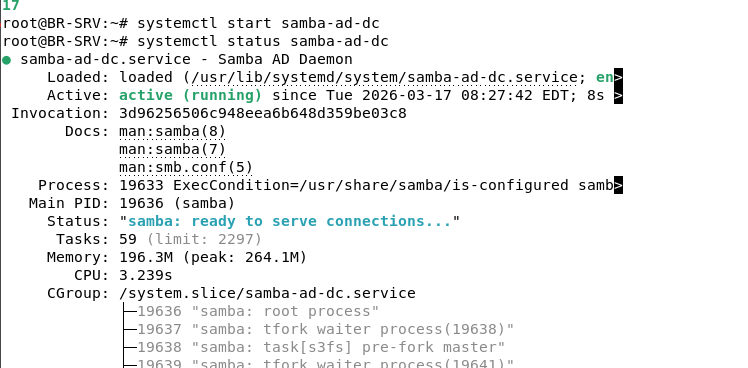 17
root@BR-SRV:~# systemctl start samba-ad-dc
root@BR-SRV:~# systemctl status samba-ad-dc
● samba-ad-dc.service - Samba AD Daemon
     Loaded: loaded (/usr/lib/systemd/system/samba-ad-dc.service; en>
     Active: active (running) since Tue 2026-03-17 08:27:42 EDT; 8s >
 Invocation: 3d96256506c948eea6b648d359be03c8
       Docs: man:samba(8)
             man:samba(7)
             man:smb.conf(5)
    Process: 19633 ExecCondition=/usr/share/samba/is-configured samb>
   Main PID: 19636 (samba)
     Status: "samba: ready to serve connections..."
      Tasks: 59 (limit: 2297)
     Memory: 196.3M (peak: 264.1M)
        CPU: 3.239s
     CGroup: /system.slice/samba-ad-dc.service
             ├─19636 "samba: root process"
             ├─19637 "samba: tfork waiter process(19638)"
             ├─19638 "samba: task[s3fs] pre-fork master"
             ├─19639 "samba: tfork waiter process(19641)"